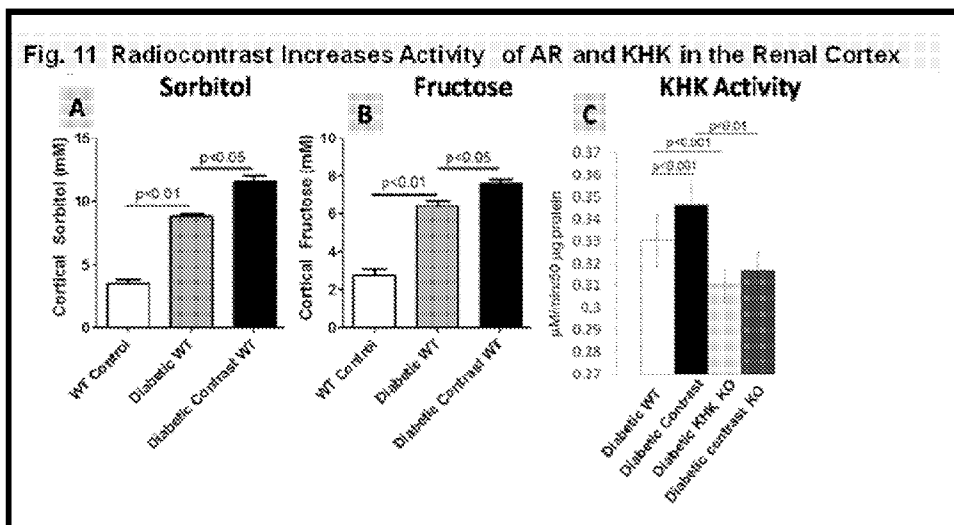 Fig. 11 Radiocontrast Increases Activity of AR and KHK in the Renal Cortex
A
Sorbitol
Cortical Sorbitol (mM)
15
10
5
0
p<0.01
p<0.05
WT Control
Diabetic WT
Diabetic Contrast WT
B
Fructose
Cortical Fructose (mM)
10
8
6
4
2
0
p<0.01
p<0.05
WT Control
Diabetic WT
Diabetic Contrast WT
C
KHK Activity
p<0.01
p<0.001
p<0.001
0.37
0.36
0.35
0.34
0.33
0.32
0.31
0.3
0.29
0.28
0.27
µg protein
Diabetic WT
Diabetic Contrast
Diabetic KHK KO
Diabetic contrast KO